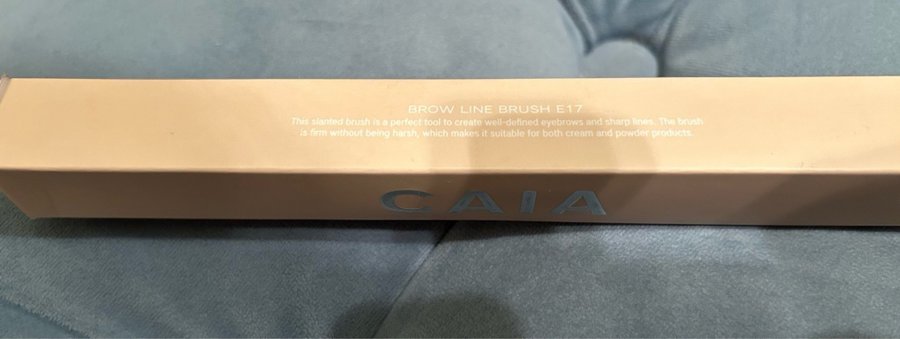 BROW LINE BRUSH E17
This slanted brush is a perfect tool to create well-defined eyebrows and sharp lines. The brush
is firm without being harsh, which makes it suitable for both cream and powder products.
CAIA